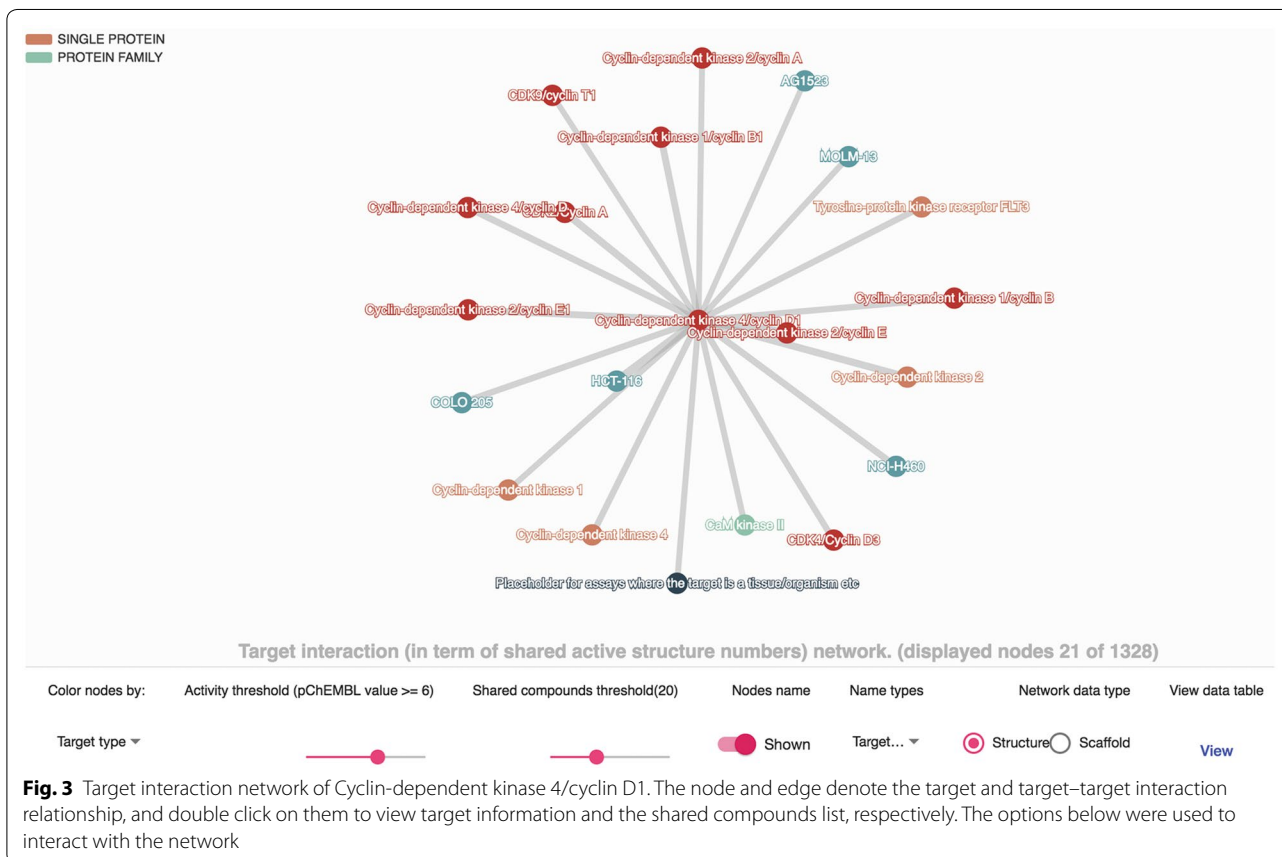 SINGLE PROTEIN
PROTEIN FAMILY
Cyclin-dependent kinase 2/cyclin A
AG1523
CDK9/cyclin T1
Cyclin-dependent kinase 1/cyclin B1
MOLM-13
Cyclin-dependent kinase 4/cyclin D
Cyclin A
Tyrosine-protein kinase receptor FLT3
Cyclin-dependent kinase 1/cyclin B
Cyclin-dependent kinase 2/cyclin E1
Cyclin-dependent kinase 4/cyclin D1
Cyclin-dependent kinase 2/cyclin E
HCT-116
Cyclin-dependent kinase 2
COLO 205
NCI-H460
Cyclin-dependent kinase 1
CaM kinase II
Cyclin-dependent kinase 4
CDK4/Cyclin D3
Placeholder for assays where the target is a tissue/organism etc
Target interaction (in term of shared active structure numbers) network. (displayed nodes 21 of 1328)
Color nodes by: Activity threshold (pChEMBL value >= 6) Shared compounds threshold(20) Nodes name Name types Network data type View data table
Target type Shown Target... Structure Scaffold View
Fig. 3 Target interaction network of Cyclin-dependent kinase 4/cyclin D1. The node and edge denote the target and target–target interaction
relationship, and double click on them to view target information and the shared compounds list, respectively. The options below were used to
interact with the network